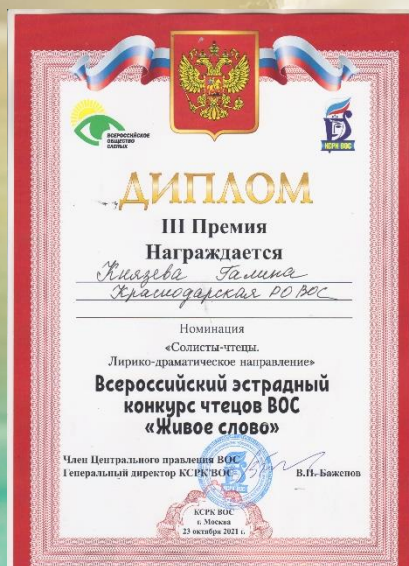 ВСЕРОССИЙСКОЕ
ОБЩЕСТВО
СЛЕПЫХ
КСРК ВОС
ДИПЛОМ
III Премия
Награждается
Князева Галина
Краснодарская РО ВОС
Номинация
«Солисты-чтецы.
Лирико-драматическое направление»
Всероссийский эстрадный
конкурс чтецов ВОС
«Живое слово»
Член Центрального правления ВОС
Генеральный директор КСРК ВОС В.П. Баженов
КСРК ВОС
г. Москва
23 октября 2021 г.